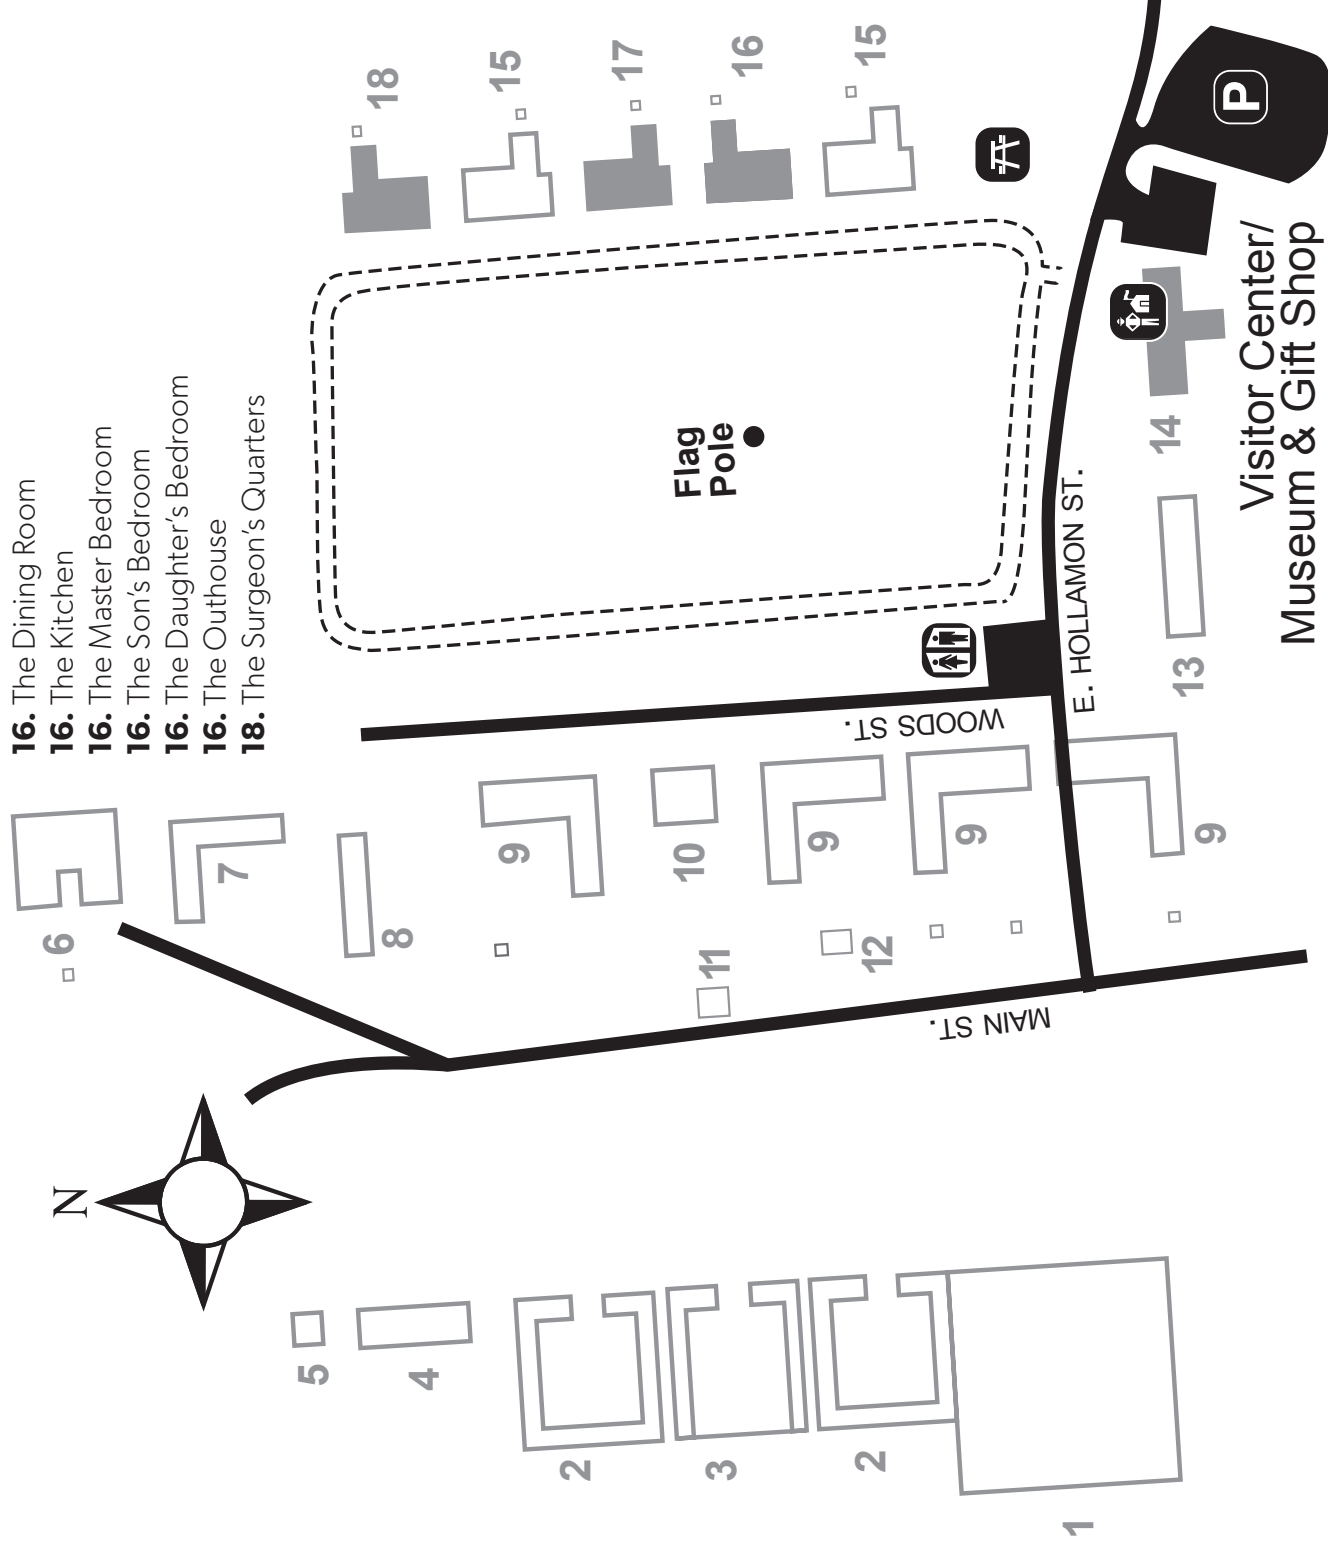 16. The Dining Room
16. The Kitchen
16. The Master Bedroom
16. The Son's Bedroom
16. The Daughter's Bedroom
16. The Outhouse
18. The Surgeon's Quarters
N
18
15
17
16
15
P
Flag
Pole
WOODS ST.
E. HOLLAMON ST.
MAIN ST.
Visitor Center/
Museum & Gift Shop
14
13
6
7
8
9
10
9
9
9
11
12
5
4
2
3
2
1